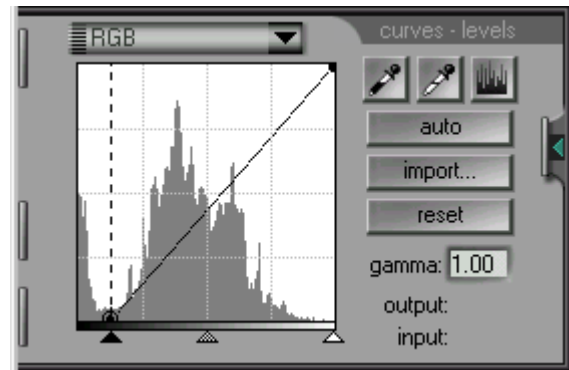 RGB
curves - levels
auto
import...
reset
gamma: 1.00
output:
input: